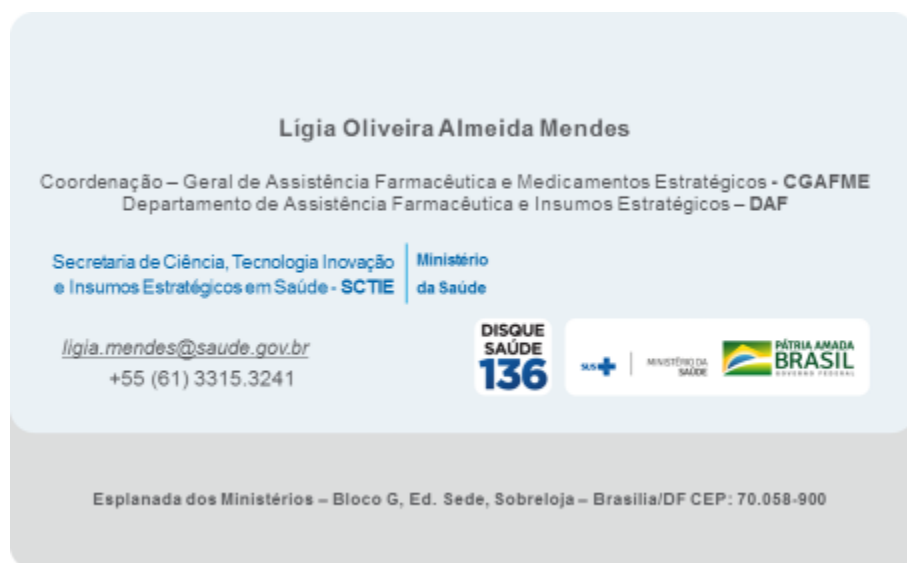 Lígia Oliveira Almeida Mendes
Coordenação – Geral de Assistência Farmacêutica e Medicamentos Estratégicos - CGAFME
Departamento de Assistência Farmacêutica e Insumos Estratégicos – DAF
Secretaria de Ciência, Tecnologia Inovação
e Insumos Estratégicos em Saúde - SCTIE
Ministério
da Saúde
ligia.mendes@saude.gov.br
+55 (61) 3315.3241
DISQUE
SAÚDE
136
SUS
MINISTÉRIO DA
SAÚDE
PÁTRIA AMADA
BRASIL
GOVERNO FEDERAL
Esplanada dos Ministérios – Bloco G, Ed. Sede, Sobreloja – Brasilia/DF CEP: 70.058-900